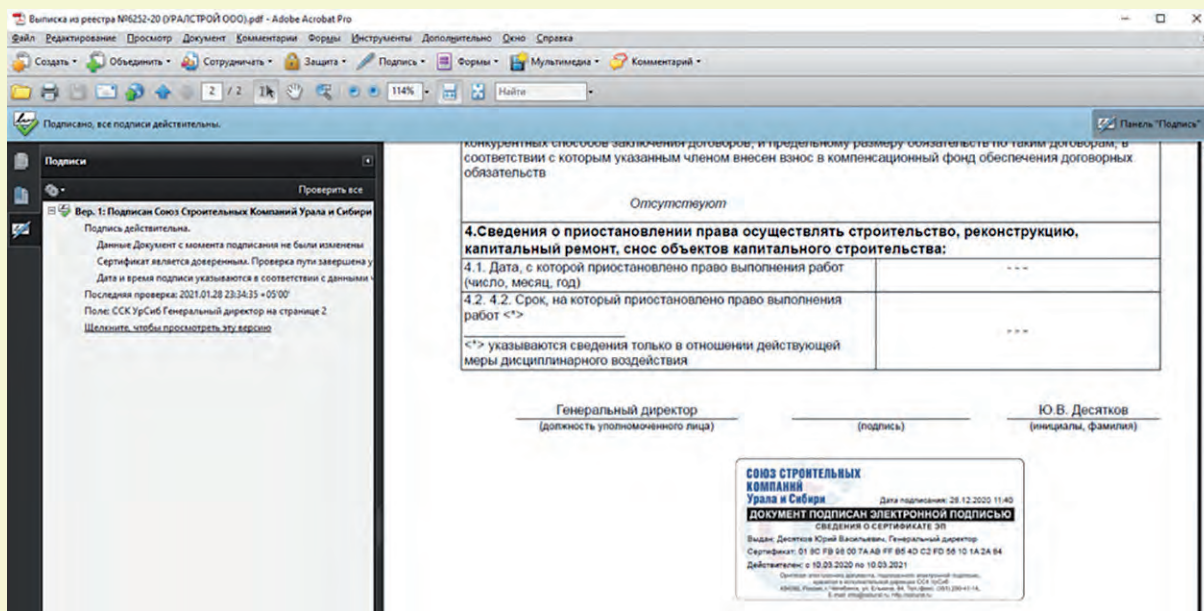 Выписка из реестра №6252-20 (УРАЛСТРОЙ ООО).pdf - Adobe Acrobat Pro
Файл Редактирование Просмотр Документ Комментарии Формы Инструменты Дополнительно Окно Справка
Создать Объединить Сотрудничать Защита Подпись Формы Мультимедиа Комментарий
2 / 2 114% Найти
Подписано, все подписи действительны.
Панель "Подпись"
Подписи
Проверить все
Вер. 1: Подписан Союз Строительных Компаний Урала и Сибири
Подпись действительна.
Данные Документ с момента подписания не были изменены
Сертификат является доверенным. Проверка пути завершена у
Дата и время подписи указываются в соответствии с данными ч
Последняя проверка: 2021.01.28 23:34:35 +05'00'
Поле: ССК УрСиб Генеральный директор на странице 2
Щелкните, чтобы просмотреть эту версию
конкурентных способов заключения договоров, и предельному размеру обязательств по таким договорам, в
соответствии с которым указанным членом внесен взнос в компенсационный фонд обеспечения договорных
обязательств
Отсутствуют
4.Сведения о приостановлении права осуществлять строительство, реконструкцию,
капитальный ремонт, снос объектов капитального строительства:
4.1. Дата, с которой приостановлено право выполнения работ
(число, месяц, год)
- - -
4.2. 4.2. Срок, на который приостановлено право выполнения
работ <*>
<*> указываются сведения только в отношении действующей
меры дисциплинарного воздействия
- - -
Генеральный директор Ю.В. Десятков
(должность уполномоченного лица) (подпись) (инициалы, фамилия)
СОЮЗ СТРОИТЕЛЬНЫХ
КОМПАНИЙ
Урала и Сибири Дата подписания: 28.12.2020 11:40
ДОКУМЕНТ ПОДПИСАН ЭЛЕКТРОННОЙ ПОДПИСЬЮ
СВЕДЕНИЯ О СЕРТИФИКАТЕ ЭП
Выдан: Десятков Юрий Васильевич, Генеральный директор
Сертификат: 01 8C FB 98 00 7A AB FF B5 4D C2 FD 56 10 1A 2A 84
Действителен: с 10.03.2020 по 10.03.2021